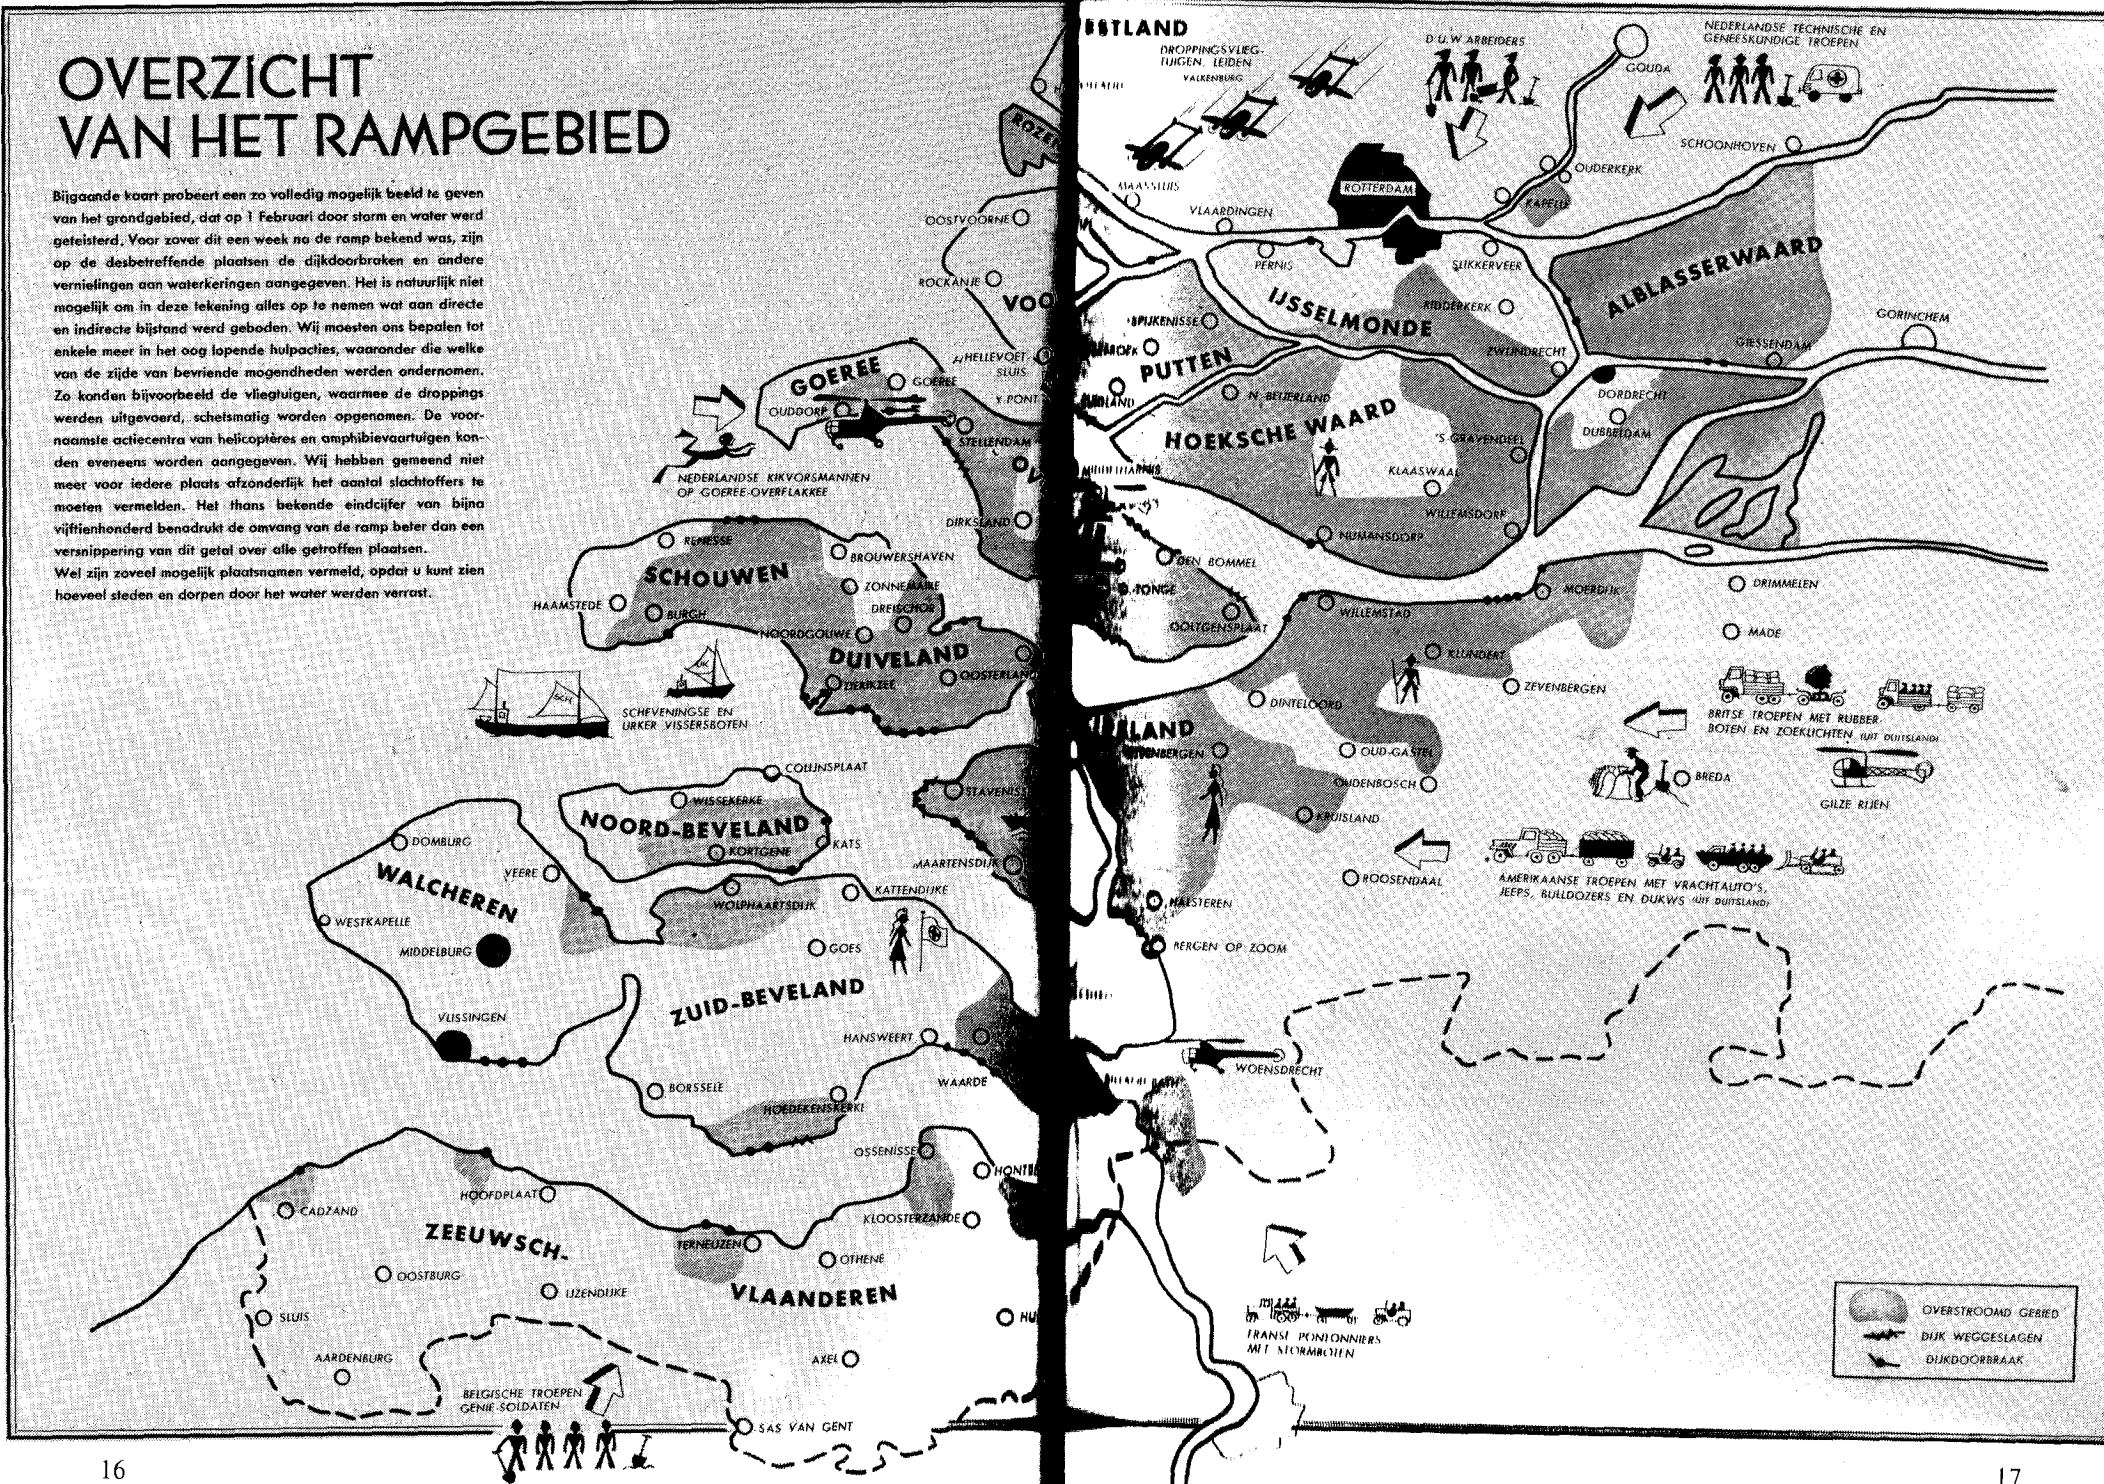 OVERZICHT
VAN HET RAMPGEBIED
Bijgaande kaart probeert een zo volledig mogelijk beeld te geven
van het grondgebied, dat op 1 Februari door storm en water werd
geteisterd. Voor zover dit een week na de ramp bekend was, zijn
op de desbetreffende plaatsen de dijkdoorbraken en andere
vernielingen aan waterkeringen aangegeven. Het is natuurlijk niet
mogelijk om in deze tekening alles op te nemen wat aan directe
en indirecte bijstand werd geboden. Wij moesten ons bepalen tot
enkele meer in het oog lopende hulpacties, waaronder die welke
van de zijde van bevriende mogendheden werden ondernomen.
Zo konden bijvoorbeeld de vliegtuigen, waarmee de droppings
werden uitgevoerd, schetsmatig worden opgenomen. De voor-
naamste actiecentra van helicoptères en amphibievaartuigen kon-
den eveneens worden aangegeven. Wij hebben gemeend niet
meer voor iedere plaats afzonderlijk het aantal slachtoffers te
moeten vermelden. Het thans bekende eindcijfer van bijna
vijftienhonderd benadrukt de omvang van de ramp beter dan een
versnippering van dit getal over alle getroffen plaatsen.
Wel zijn zoveel mogelijk plaatsnamen vermeld, opdat u kunt zien
hoeveel steden en dorpen door het water werden verrast.
OOSTVOORNE
ROCKANJE
VOO
HELLEVOET
SLUIS
GOEREE
GOEREE
OUDDORP
STELLENDAM
NEDERLANDSE KIKVORSMANNEN
OP GOEREE-OVERFLAKKEE
DIRKSLAND
RENESSE
BROUWERSHAVEN
SCHOUWEN
ZONNEMAIRE
HAAMSTEDE
BURGH
DREISCHOR
NOORDGOUWE
DUIVELAND
ZIERIKZEE
OOSTERLAND
UK
SCH
SCHEVENINGSE EN
URKER VISSERSBOTEN
COLIJNSPLAAT
WISSEKERKE
NOORD-BEVELAND
KORTGENE
KATS
STAVENIS
MAARTENSDIJK
DOMBURG
WALCHEREN
VEERE
WESTKAPELLE
MIDDELBURG
VLISSINGEN
WOLPHAARTSDIJK
KATTENDIJKE
GOES
ZUID-BEVELAND
HANSWEERT
WAARDE
BORSSELE
HOEDEKENSKERKE
OSSENISSE
HOOFDPLAAT
CADZAND
KLOOSTERZANDE
ZEEUWSCH-
VLAANDEREN
TERNEUZEN
OTHENE
OOSTBURG
IJZENDIJKE
SLUIS
AARDENBURG
AXEL
HU
BELGISCHE TROEPEN
GENIE-SOLDATEN
SAS VAN GENT
16
STLAND
DROPPINGSVLIEG-
TUIGEN. LEIDEN
VALKENBURG
D.U.W. ARBEIDERS
NEDERLANDSE TECHNISCHE EN
GENEESKUNDIGE TROEPEN
GOUDA
SCHOONHOVEN
OUDERKERK
KAPELLE
MAASSLUIS
ROTTERDAM
VLAARDINGEN
PERNIS
SLIKKERVEER
ALBLASSERWAARD
IJSSELMONDE
RIDDERKERK
SPIJKENISSE
PUTTEN
ZWIJNDRECHT
GORINCHEM
GIESSENDAM
N. BEIJERLAND
HOEKSCHE WAARD
DORDRECHT
DUBBELDAM
'S GRAVENDEEL
KLAASWAAL
WILLEMSDORP
NUMANSDORP
DEN BOMMEL
TONGE
OOLTGENSPLAAT
WILLEMSTAD
MOERDIJK
DRIMMELEN
MADE
KLUNDERT
ZEVENBERGEN
DINTELOORD
BRITSE TROEPEN MET RUBBER-
BOTEN EN ZOEKLICHTEN (UIT DUITSLAND)
OUD-GASTEL
OUDENBOSCH
BREDA
GILZE RIJEN
KRUISLAND
ROOSENDAAL
AMERIKAANSE TROEPEN MET VRACHTAUTO'S,
JEEPS, BULLDOZERS EN DUKWS (UIT DUITSLAND)
HALSTEREN
BERGEN OP ZOOM
WOENSDRECHT
FRANSE PONTONNIERS
MET STORMBOTEN
OVERSTROOMD GEBIED
DIJK WEGGESLAGEN
DIJKDOORBRAAK
17